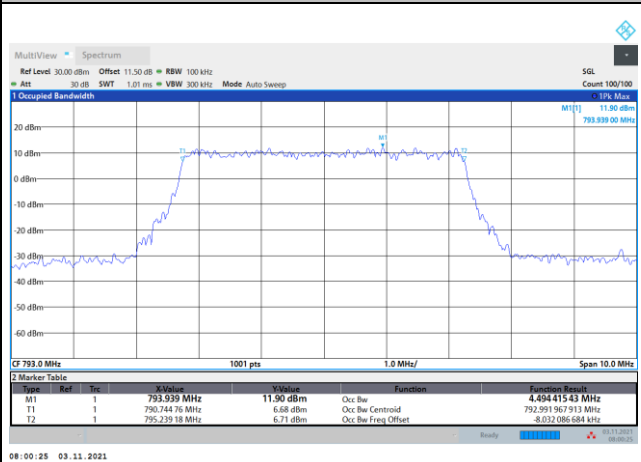 MultiView Spectrum
Ref Level 30.00 dBm Offset 11.50 dB RBW 100 kHz SGL
Att 30 dB SWT 1.01 ms VBW 300 kHz Mode Auto Sweep Count 100/100
1 Occupied Bandwidth 1Pk Max
M1[1] 11.90 dBm
793.939 00 MHz
20 dBm
M1
10 dBm
T1 T2
0 dBm
-10 dBm
-20 dBm
-30 dBm
-40 dBm
-50 dBm
-60 dBm
CF 793.0 MHz 1001 pts 1.0 MHz/ Span 10.0 MHz
2 Marker Table
Type Ref Trc X-Value Y-Value Function Function Result
M1 1 793.939 MHz 11.90 dBm Occ Bw 4.494 415 43 MHz
T1 1 790.744 76 MHz 6.68 dBm Occ Bw Centroid 792.991 967 913 MHz
T2 1 795.239 18 MHz 6.71 dBm Occ Bw Freq Offset -8.032 086 684 kHz
Ready 03.11.2021
08:00:25
08:00:25 03.11.2021